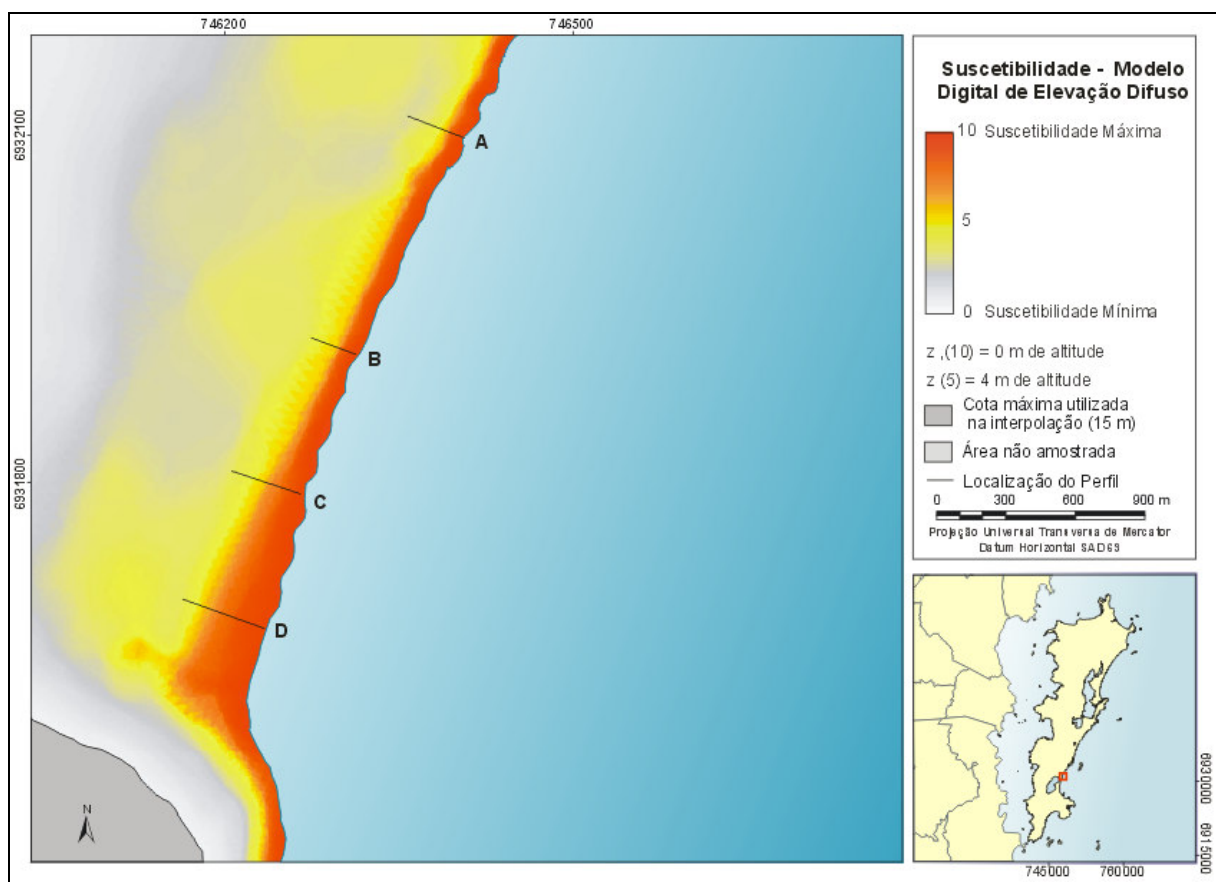 746200
746500
6932100
6931800
A
B
C
D
N
Suscetibilidade - Modelo
Digital de Elevação Difuso
10 Suscetibilidade Máxima
5
0 Suscetibilidade Mínima
z ,(10) = 0 m de altitude
z (5) = 4 m de altitude
Cota máxima utilizada
na interpolação (15 m)
Área não amostrada
Localização do Perfil
0 300 600 900 m
Projeção Universal Transversa de Mercator
Datum Horizontal SAD69
6930000
6915000
745000 760000